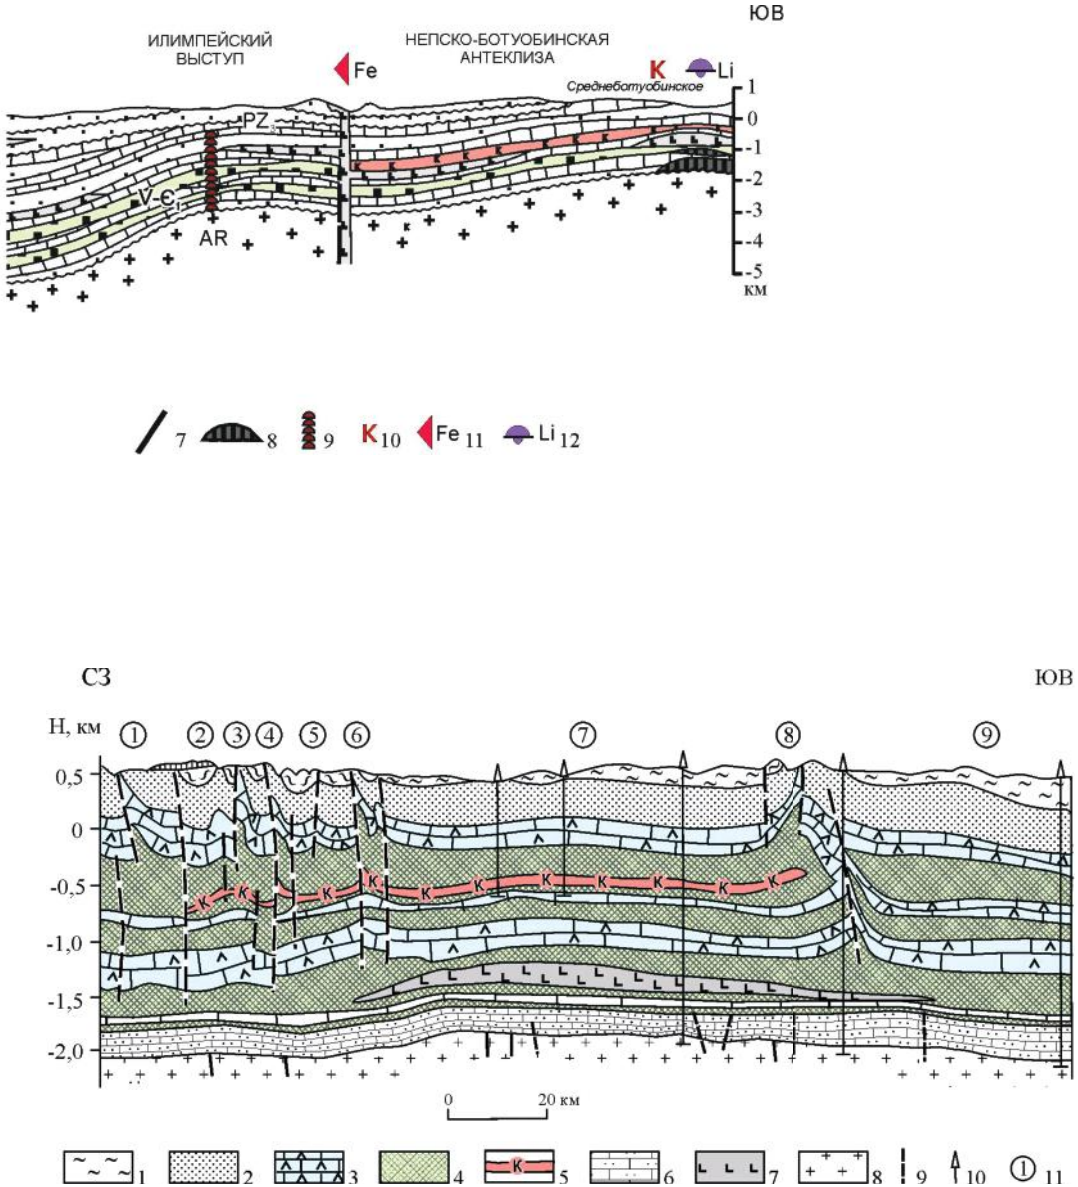 ЮВ
ИЛИМПЕЙСКИЙ
ВЫСТУП
НЕПСКО-БОТУОБИНСКАЯ
АНТЕКЛИЗА
Fe
K
Li
Среднеботуобинское
1
0
-1
-2
-3
-4
-5
км
PZ3
V-Є1
AR
7
8
9
K 10
Fe 11
Li 12
СЗ
ЮВ
Н, км
1 2 3 4 5 6 7 8 9
0,5
0
-0,5
-1,0
-1,5
-2,0
K K K K K K K K K K
0 20 км
1 2 3 4 K 5 6 7 8 9 10 1 11